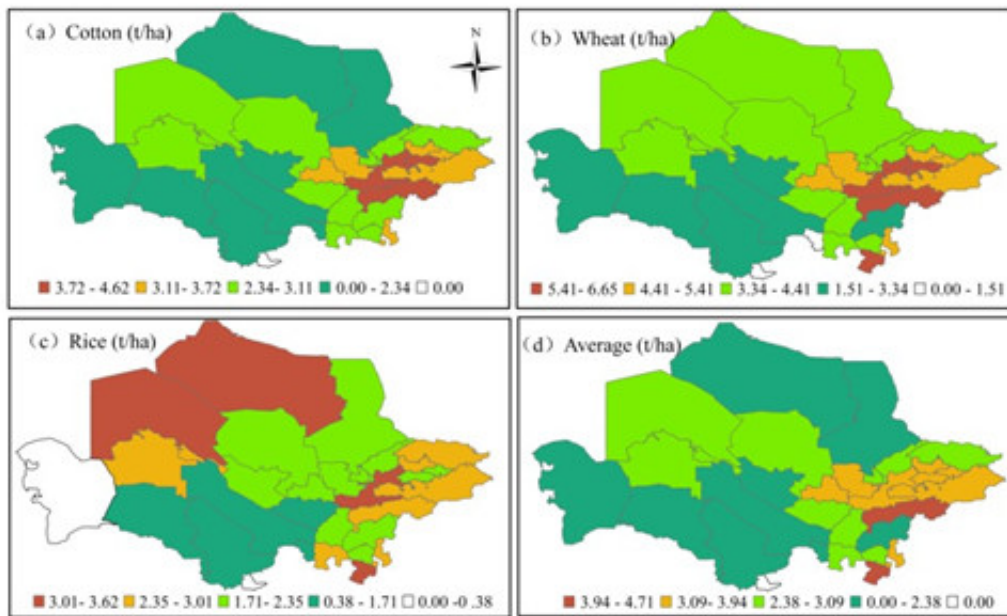 （a）Cotton (t/ha)
N
3.72 - 4.62 3.11- 3.72 2.34- 3.11 0.00 - 2.34 0.00
（b）Wheat (t/ha)
5.41- 6.65 4.41 - 5.41 3.34 - 4.41 1.51 - 3.34 0.00 - 1.51
（c）Rice (t/ha)
3.01- 3.62 2.35 - 3.01 1.71- 2.35 0.38 - 1.71 0.00 -0 .38
（d）Average (t/ha)
3.94 - 4.71 3.09- 3.94 2.38 - 3.09 0.00 - 2.38 0.00